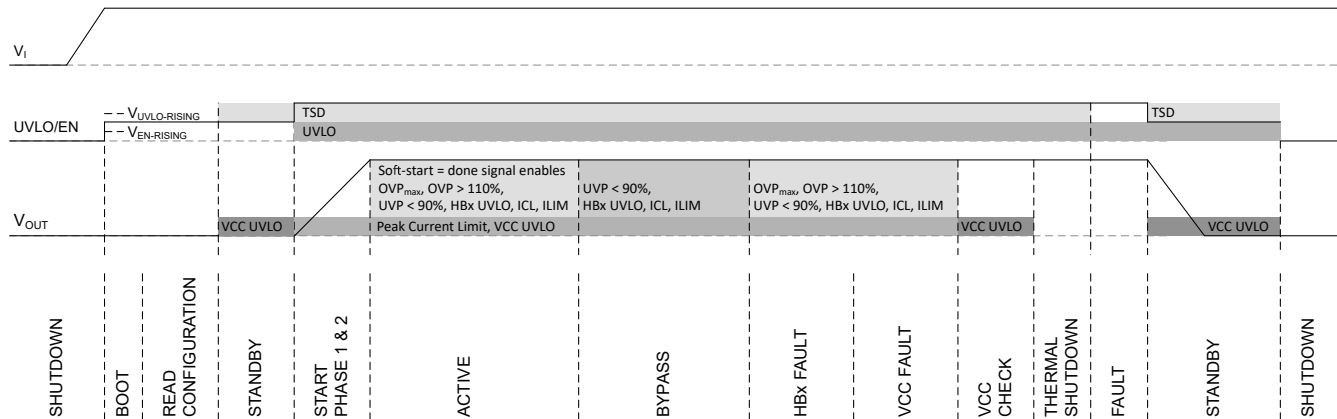 V_I
UVLO/EN
V_UVLO-RISING
V_EN-RISING
TSD
UVLO
TSD
V_OUT
VCC UVLO
Soft-start = done signal enables
OVP_max, OVP > 110%,
UVP < 90%, HBx UVLO, ICL, ILIM
Peak Current Limit, VCC UVLO
UVP < 90%,
HBx UVLO, ICL, ILIM
OVP_max, OVP > 110%,
UVP < 90%, HBx UVLO, ICL, ILIM
VCC UVLO
VCC UVLO
SHUTDOWN
BOOT
READ
CONFIGURATION
STANDBY
START
PHASE 1 & 2
ACTIVE
BYPASS
HBx FAULT
VCC FAULT
VCC
CHECK
THERMAL
SHUTDOWN
FAULT
STANDBY
SHUTDOWN